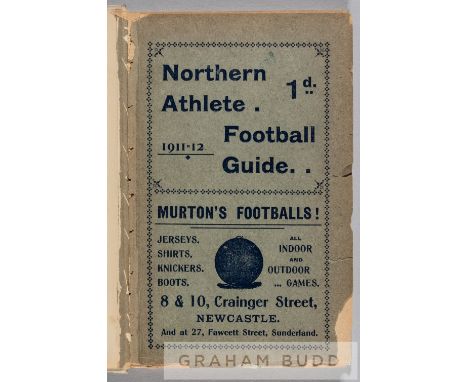 Northern 1d.
Athlete .
1911-12 Football
Guide. .
MURTON'S FOOTBALLS!
JERSEYS. ALL
SHIRTS. INDOOR
KNICKERS. AND
BOOTS. OUTDOOR
... GAMES.
8 & 10, Crainger Street,
NEWCASTLE.
And at 27, Fawcett Street, Sunderland.
GRAHAM BUDD